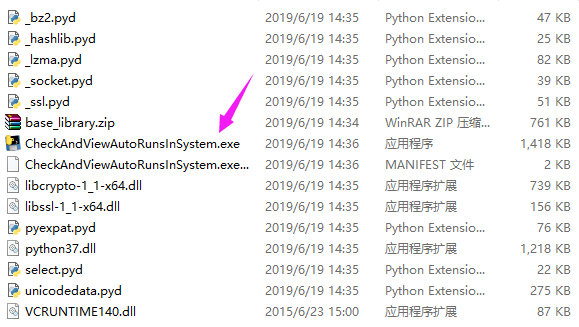 _bz2.pyd 2019/6/19 14:35 Python Extensio... 47 KB
_hashlib.pyd 2019/6/19 14:35 Python Extensio... 25 KB
_lzma.pyd 2019/6/19 14:35 Python Extensio... 82 KB
_socket.pyd 2019/6/19 14:35 Python Extensio... 39 KB
_ssl.pyd 2019/6/19 14:35 Python Extensio... 51 KB
base_library.zip 2019/6/19 14:34 WinRAR ZIP 压缩... 761 KB
CheckAndViewAutoRunsInSystem.exe 2019/6/19 14:36 应用程序 1,418 KB
CheckAndViewAutoRunsInSystem.exe... 2019/6/19 14:36 MANIFEST 文件 2 KB
libcrypto-1_1-x64.dll 2019/6/19 14:35 应用程序扩展 739 KB
libssl-1_1-x64.dll 2019/6/19 14:35 应用程序扩展 156 KB
pyexpat.pyd 2019/6/19 14:35 Python Extensio... 76 KB
python37.dll 2019/6/19 14:35 应用程序扩展 1,218 KB
select.pyd 2019/6/19 14:35 Python Extensio... 22 KB
unicodedata.pyd 2019/6/19 14:35 Python Extensio... 275 KB
VCRUNTIME140.dll 2015/6/23 15:00 应用程序扩展 87 KB